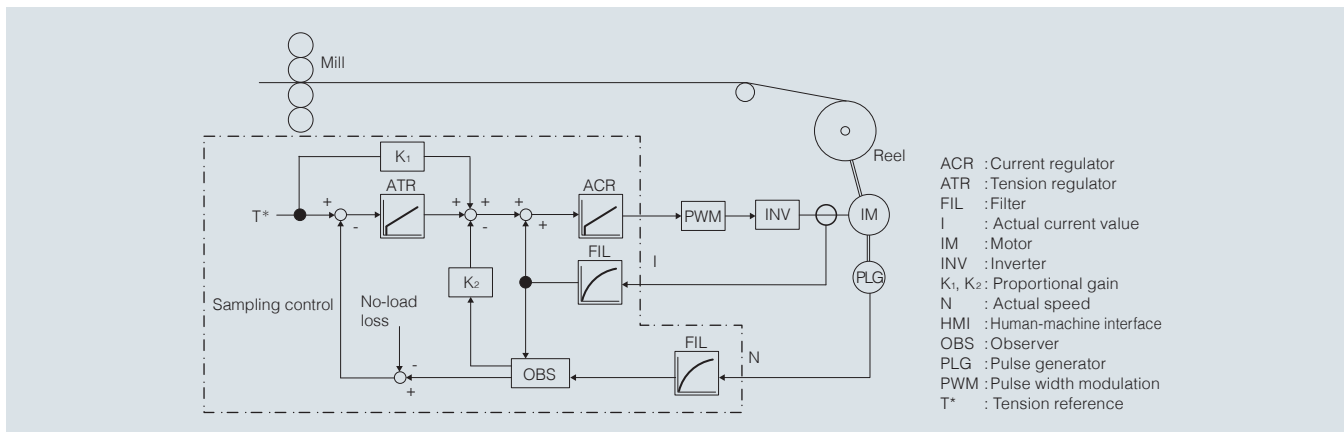 Mill
Reel
K₁
ATR
ACR
T*
+
-
+
+
-
+
+
PWM
INV
IM
FIL
I
K₂
PLG
Sampling control
No-load
loss
FIL
N
OBS
-
+
ACR : Current regulator
ATR : Tension regulator
FIL : Filter
I : Actual current value
IM : Motor
INV : Inverter
K₁, K₂ : Proportional gain
N : Actual speed
HMI : Human-machine interface
OBS : Observer
PLG : Pulse generator
PWM : Pulse width modulation
T* : Tension reference